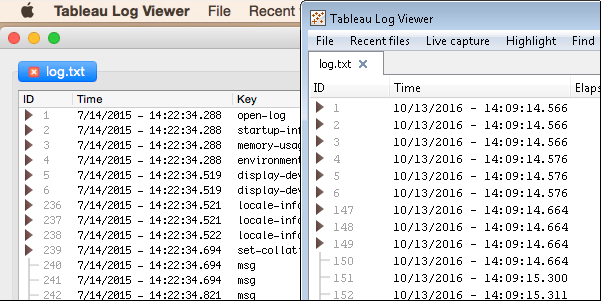 Tableau Log Viewer File Recent f
log.txt
ID Time Key
1 7/14/2015 - 14:22:34.288 open-log
2 7/14/2015 - 14:22:34.288 startup-inf
3 7/14/2015 - 14:22:34.288 memory-usag
4 7/14/2015 - 14:22:34.288 environment
5 7/14/2015 - 14:22:34.519 display-dev
6 7/14/2015 - 14:22:34.519 display-dev
236 7/14/2015 - 14:22:34.521 locale-info
237 7/14/2015 - 14:22:34.521 locale-info
238 7/14/2015 - 14:22:34.522 locale-info
239 7/14/2015 - 14:22:34.694 set-collat
240 7/14/2015 - 14:22:34.694 msg
241 7/14/2015 - 14:22:34.694 msg
242 7/14/2015 - 14:22:34.821 msg
Tableau Log Viewer
File Recent files Live capture Highlight Find
log.txt
ID Time Elaps
1 10/13/2016 - 14:09:14.566
2 10/13/2016 - 14:09:14.566
3 10/13/2016 - 14:09:14.566
4 10/13/2016 - 14:09:14.576
5 10/13/2016 - 14:09:14.576
6 10/13/2016 - 14:09:14.576
147 10/13/2016 - 14:09:14.664
148 10/13/2016 - 14:09:14.664
149 10/13/2016 - 14:09:14.664
150 10/13/2016 - 14:09:14.664
151 10/13/2016 - 14:09:15.300
152 10/13/2016 - 14:09:15.311